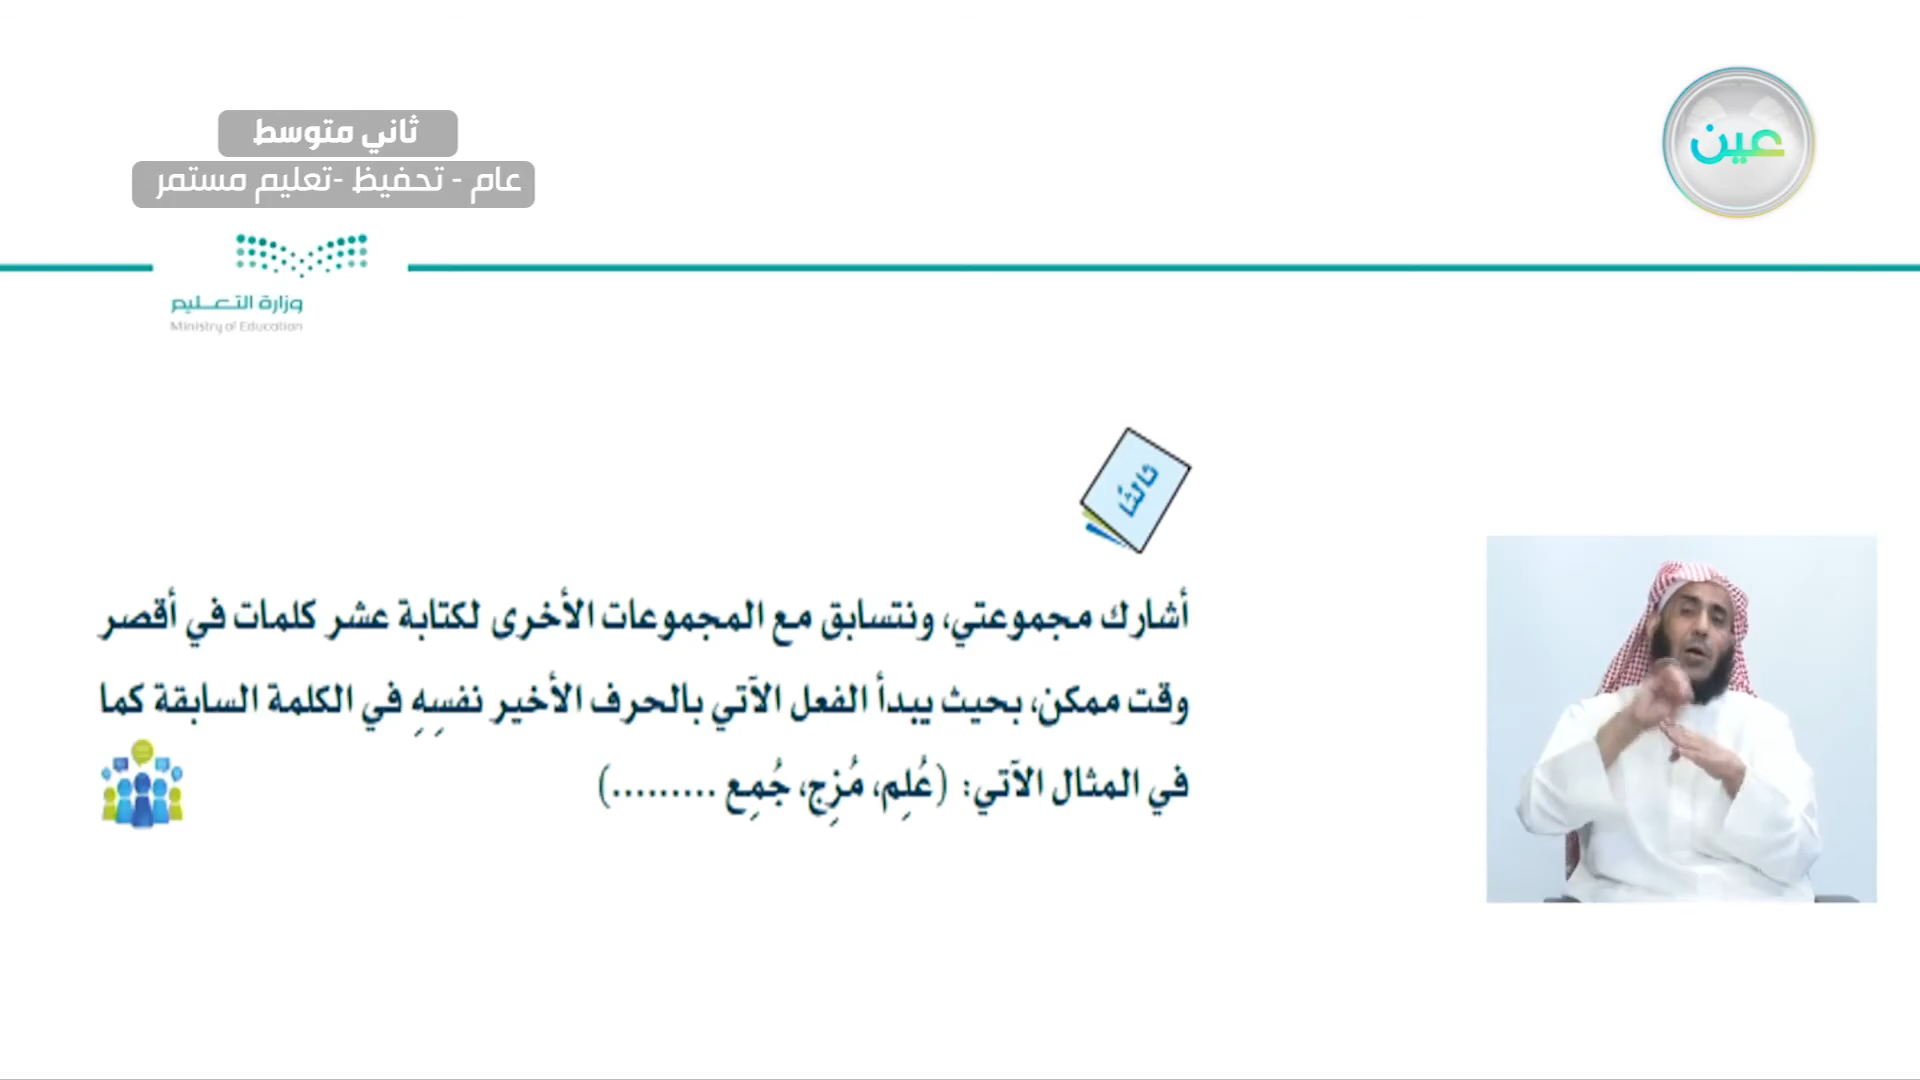 عين
ثاني متوسط
عام - تحفيظ -تعليم مستمر
وزارة التعـــليم
Ministry of Education
ثالثًا
أشارك مجموعتي، ونتسابق مع المجموعات الأخرى لكتابة عشر كلمات في أقصر
وقت ممكن، بحيث يبدأ الفعل الآتي بالحرف الأخير نفسِهِ في الكلمة السابقة كما
في المثال الآتي: (عُلِم، مُزِج، جُمِع .........)